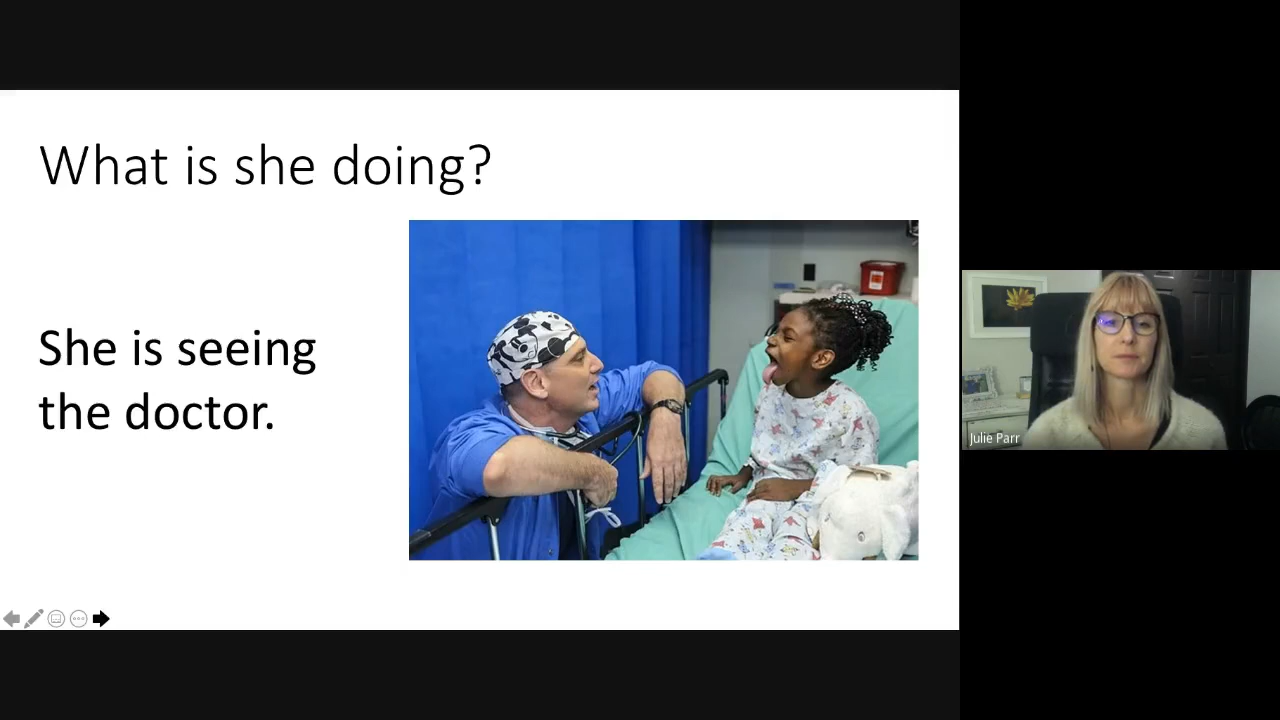 What is she doing?
She is seeing
the doctor.
Julie Parr